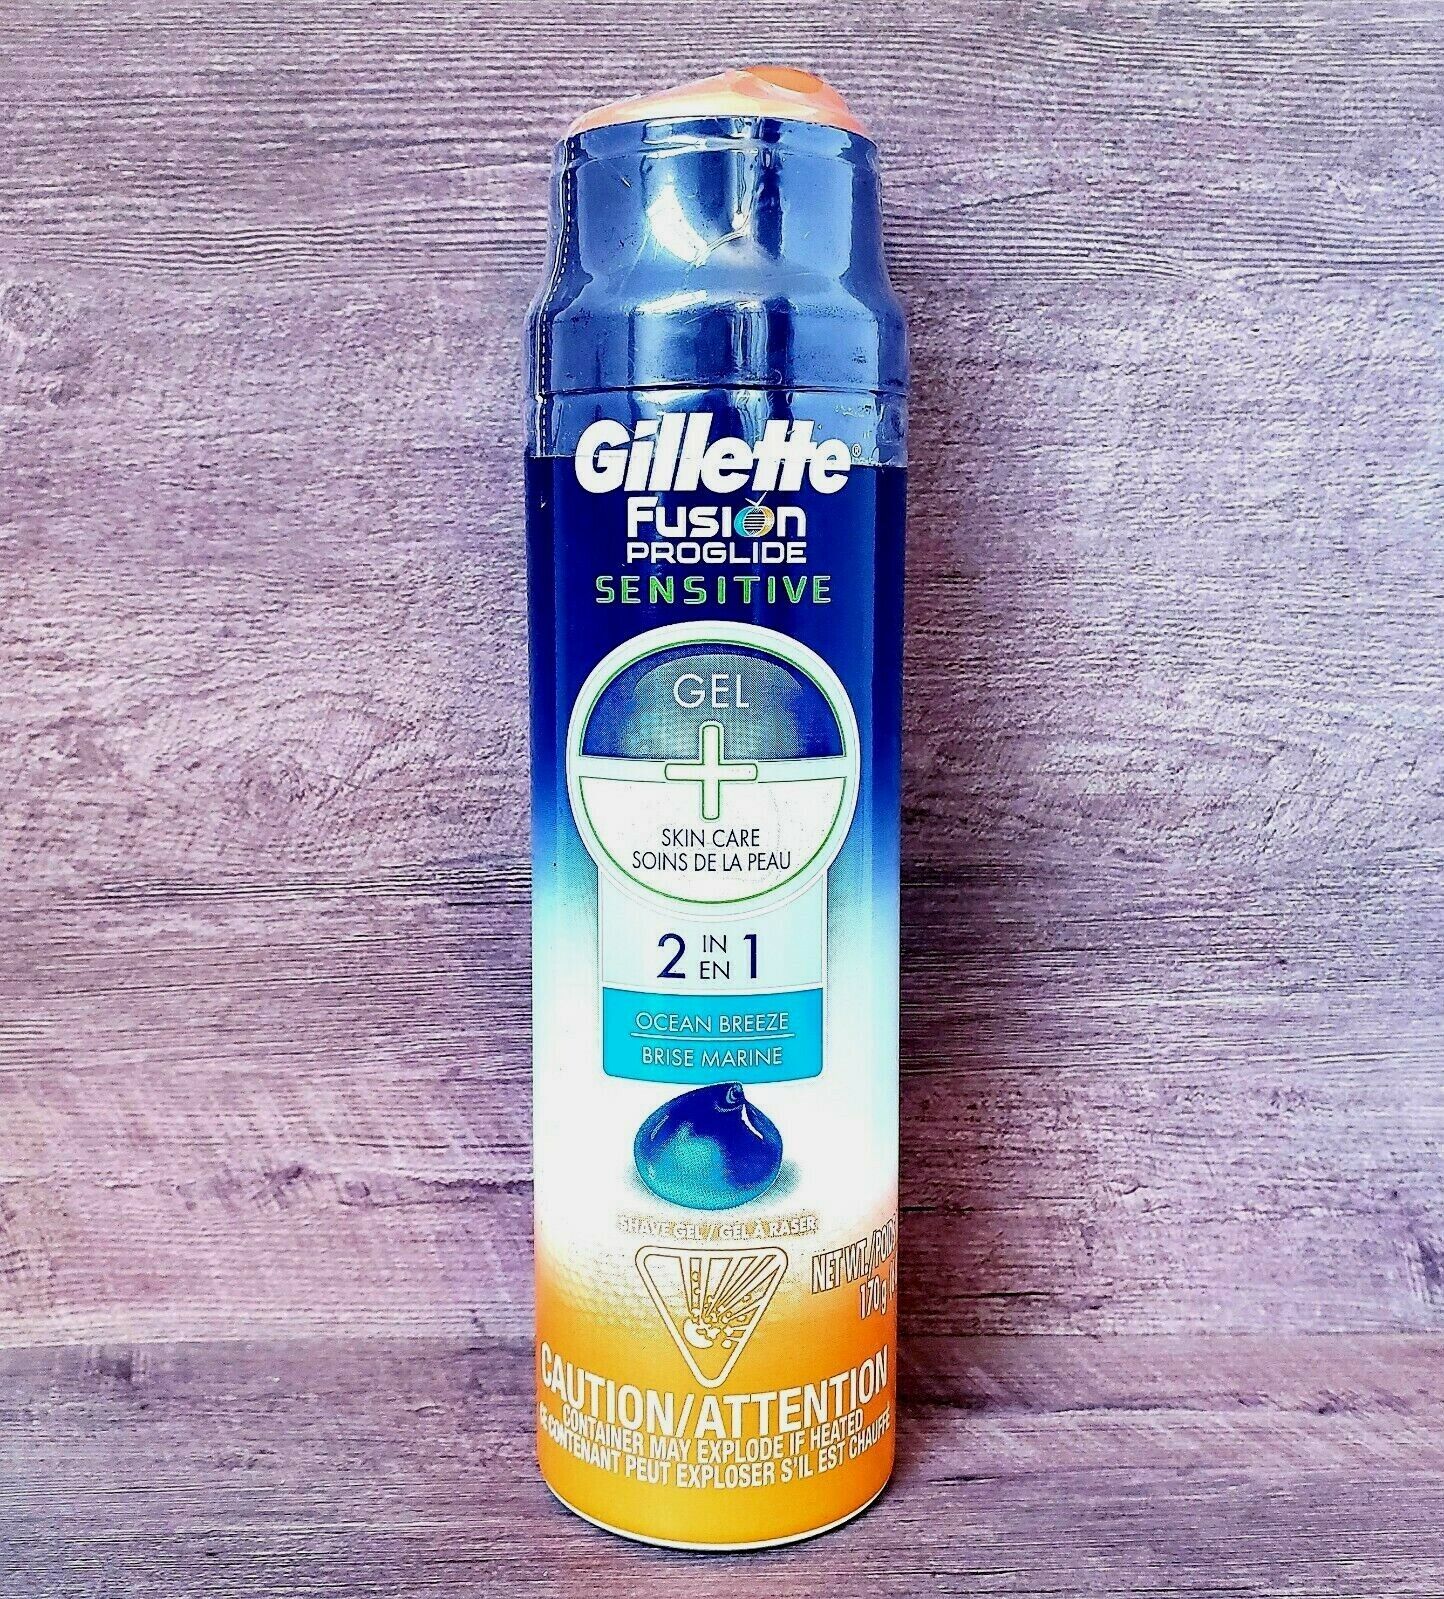 Gillette®
FUSION
PROGLIDE
SENSITIVE
GEL
SKIN CARE
SOINS DE LA PEAU
2 IN EN 1
OCEAN BREEZE
BRISE MARINE
SHAVE GEL / GEL À RASER
NET WT./POIDS
170 g
CAUTION/ATTENTION
CONTAINER MAY EXPLODE IF HEATED
CONTENANT PEUT EXPLOSER S'IL EST CHAUFFÉ